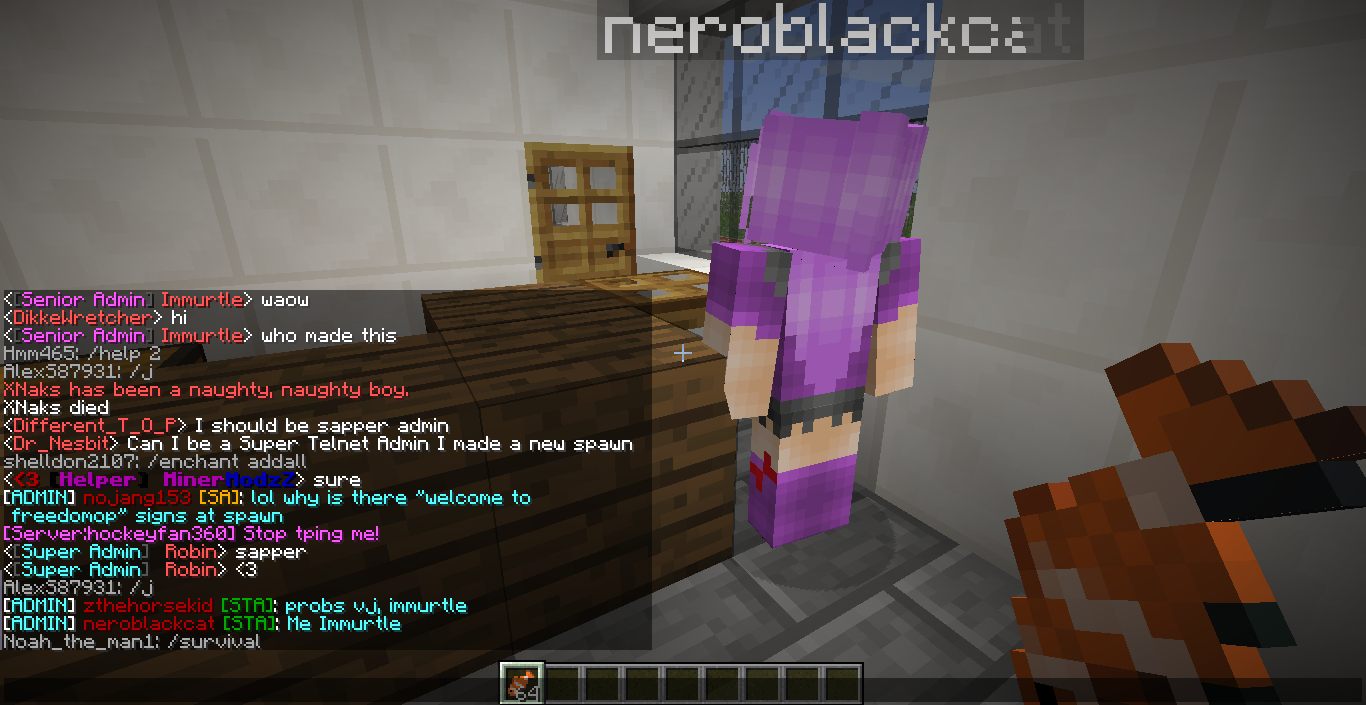 neroblackcat
<[Senior Admin] Immurtle> waow
<DikkeWretcher> hi
<[Senior Admin] Immurtle> who made this
Hmm465: /help 2
Alex587931: /j
XNaks has been a naughty, naughty boy.
XNaks died
<Different_T_O_P> I should be sapper admin
<Dr_Nesbit> Can I be a Super Telnet Admin I made a new spawn
shelldon2107: /enchant addall
<<3 [Helper] MinerModzZ> sure
[ADMIN] nojang153 [SA]: lol why is there "welcome to
freedomop" signs at spawn
[Server:hockeyfan360] Stop tping me!
<[Super Admin] Robin> sapper
<[Super Admin] Robin> <3
Alex587931: /j
[ADMIN] zthehorsekid [STA]: probs vj, immurtle
[ADMIN] neroblackcat [STA]: Me Immurtle
Noah_the_man1: /survival
64